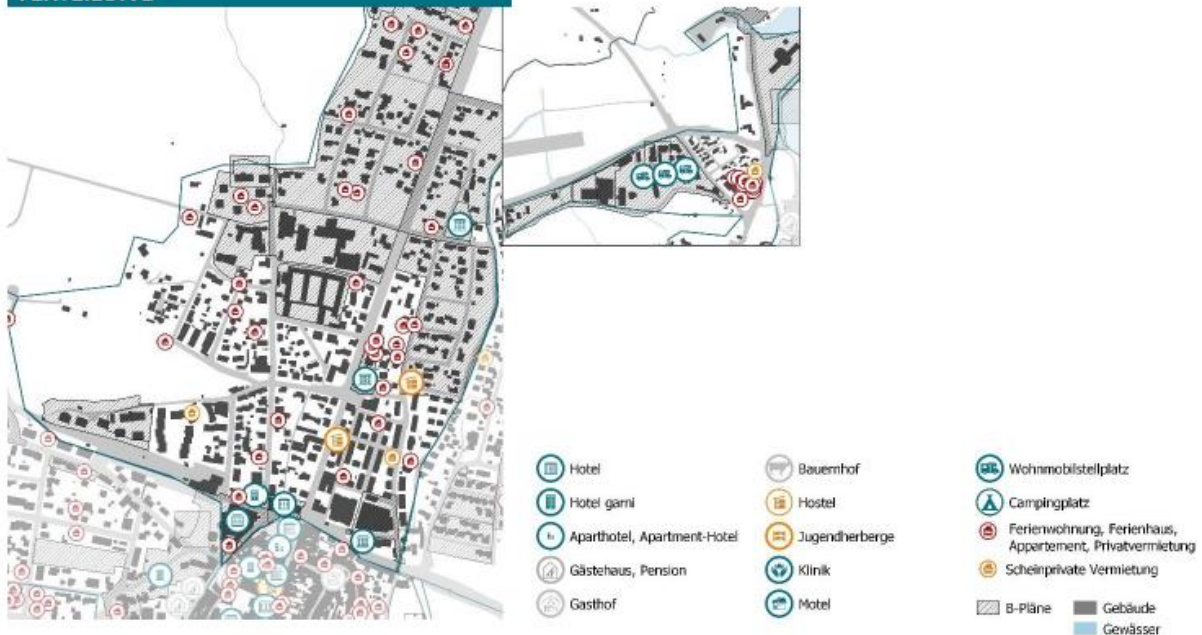 Hotel
Hotel garni
Aparthotel, Apartment-Hotel
Gästehaus, Pension
Gasthof
Bauernhof
Hostel
Jugendherberge
Klinik
Motel
Wohnmobilstellplatz
Campingplatz
Ferienwohnung, Ferienhaus,
Appartement, Privatvermietung
Scheinprivate Vermietung
B-Pläne
Gebäude
Gewässer